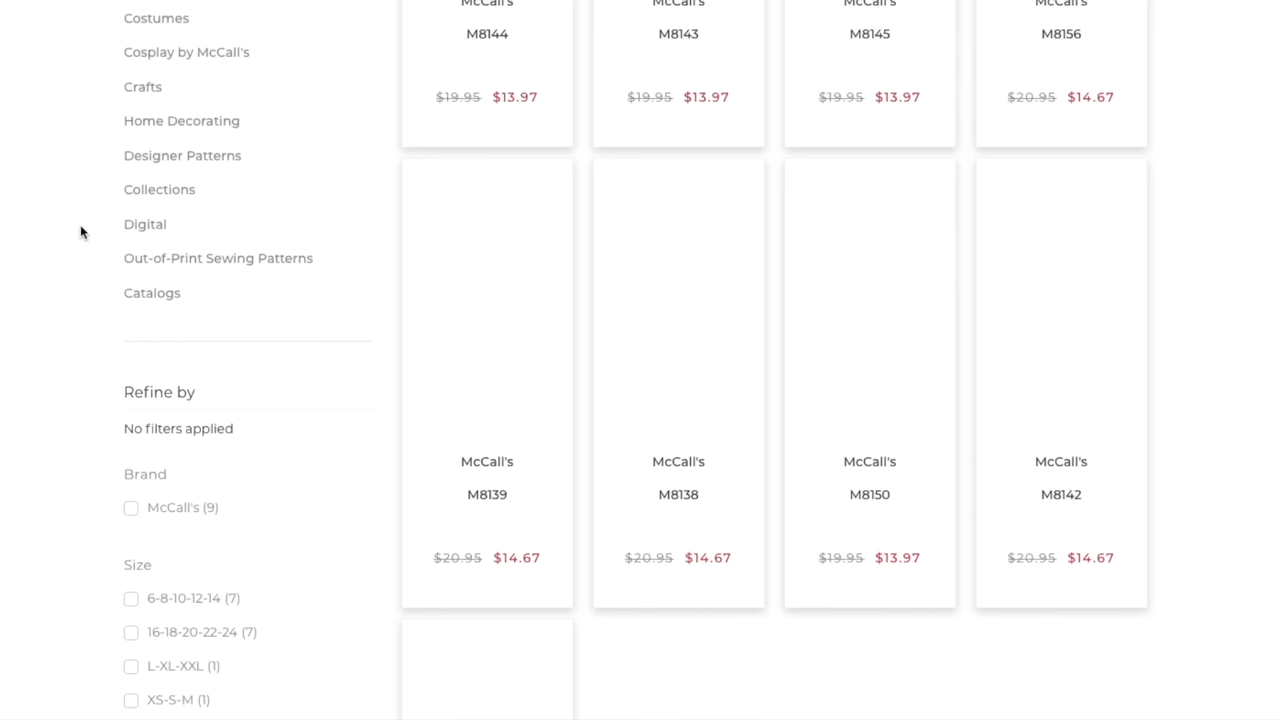 Costumes
Cosplay by McCall's
Crafts
Home Decorating
Designer Patterns
Collections
Digital
Out-of-Print Sewing Patterns
Catalogs
Refine by
No filters applied
Brand
McCall's (9)
Size
6-8-10-12-14 (7)
16-18-20-22-24 (7)
L-XL-XXL (1)
XS-S-M (1)
McCall's McCall's McCall's McCall's
M8144 M8143 M8145 M8156
$19.95 $13.97 $19.95 $13.97 $19.95 $13.97 $20.95 $14.67
McCall's McCall's McCall's McCall's
M8139 M8138 M8150 M8142
$20.95 $14.67 $20.95 $14.67 $19.95 $13.97 $20.95 $14.67